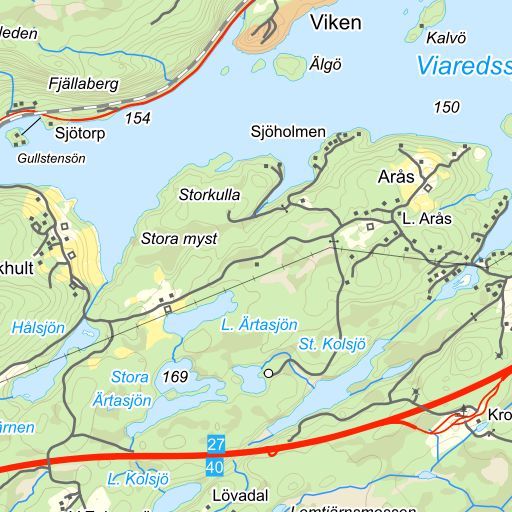 leden
Viken
Kalvö
Fjällaberg
Älgö
Viaredss
150
154
Sjötorp
Sjöholmen
Gullstensön
Arås
Storkulla
L. Arås
Stora myst
khult
Hålsjön
L. Ärtasjön
St. Kolsjö
Stora
Ärtasjön
169
ärnen
Kro
27
40
L. Kolsjö
Lövadal